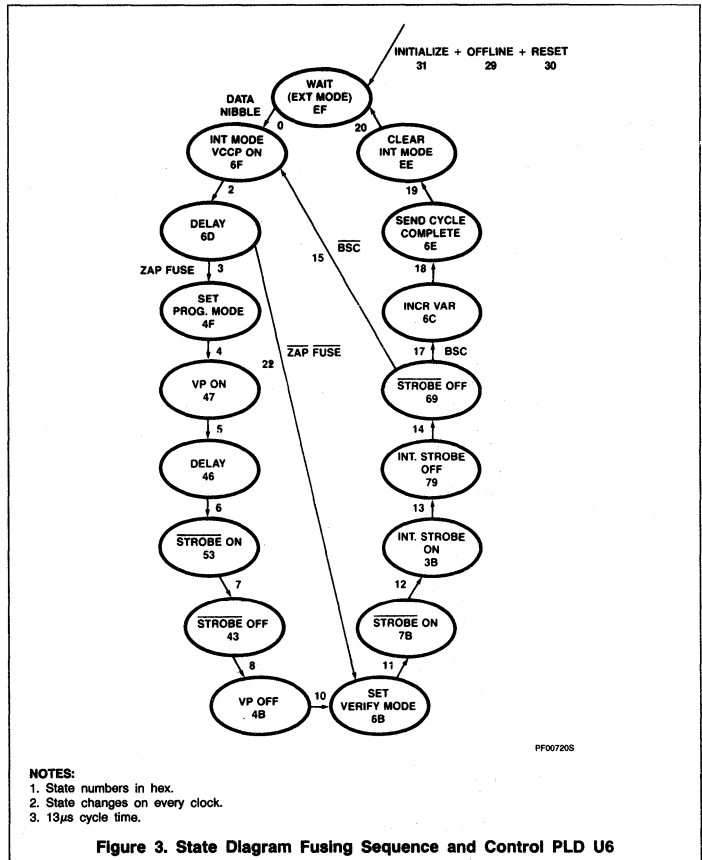 INITIALIZE + OFFLINE + RESET
31 29 30
WAIT
(EXT MODE)
EF
DATA
NIBBLE
0
20
INT MODE
VCCP ON
6F
CLEAR
INT MODE
EE
2
19
DELAY
6D
SEND CYCLE
COMPLETE
6E
15
BSC
ZAP FUSE
3
18
SET
PROG. MODE
4F
INCR VAR
6C
4
22
ZAP FUSE
17
BSC
VP ON
47
STROBE OFF
69
5
14
DELAY
46
INT. STROBE
OFF
79
6
13
STROBE ON
53
INT. STROBE
ON
3B
7
12
STROBE OFF
43
STROBE ON
7B
8
11
VP OFF
4B
10
SET
VERIFY MODE
6B
PF00720S
NOTES:
1. State numbers in hex.
2. State changes on every clock.
3. 13µs cycle time.
Figure 3. State Diagram Fusing Sequence and Control PLD U6